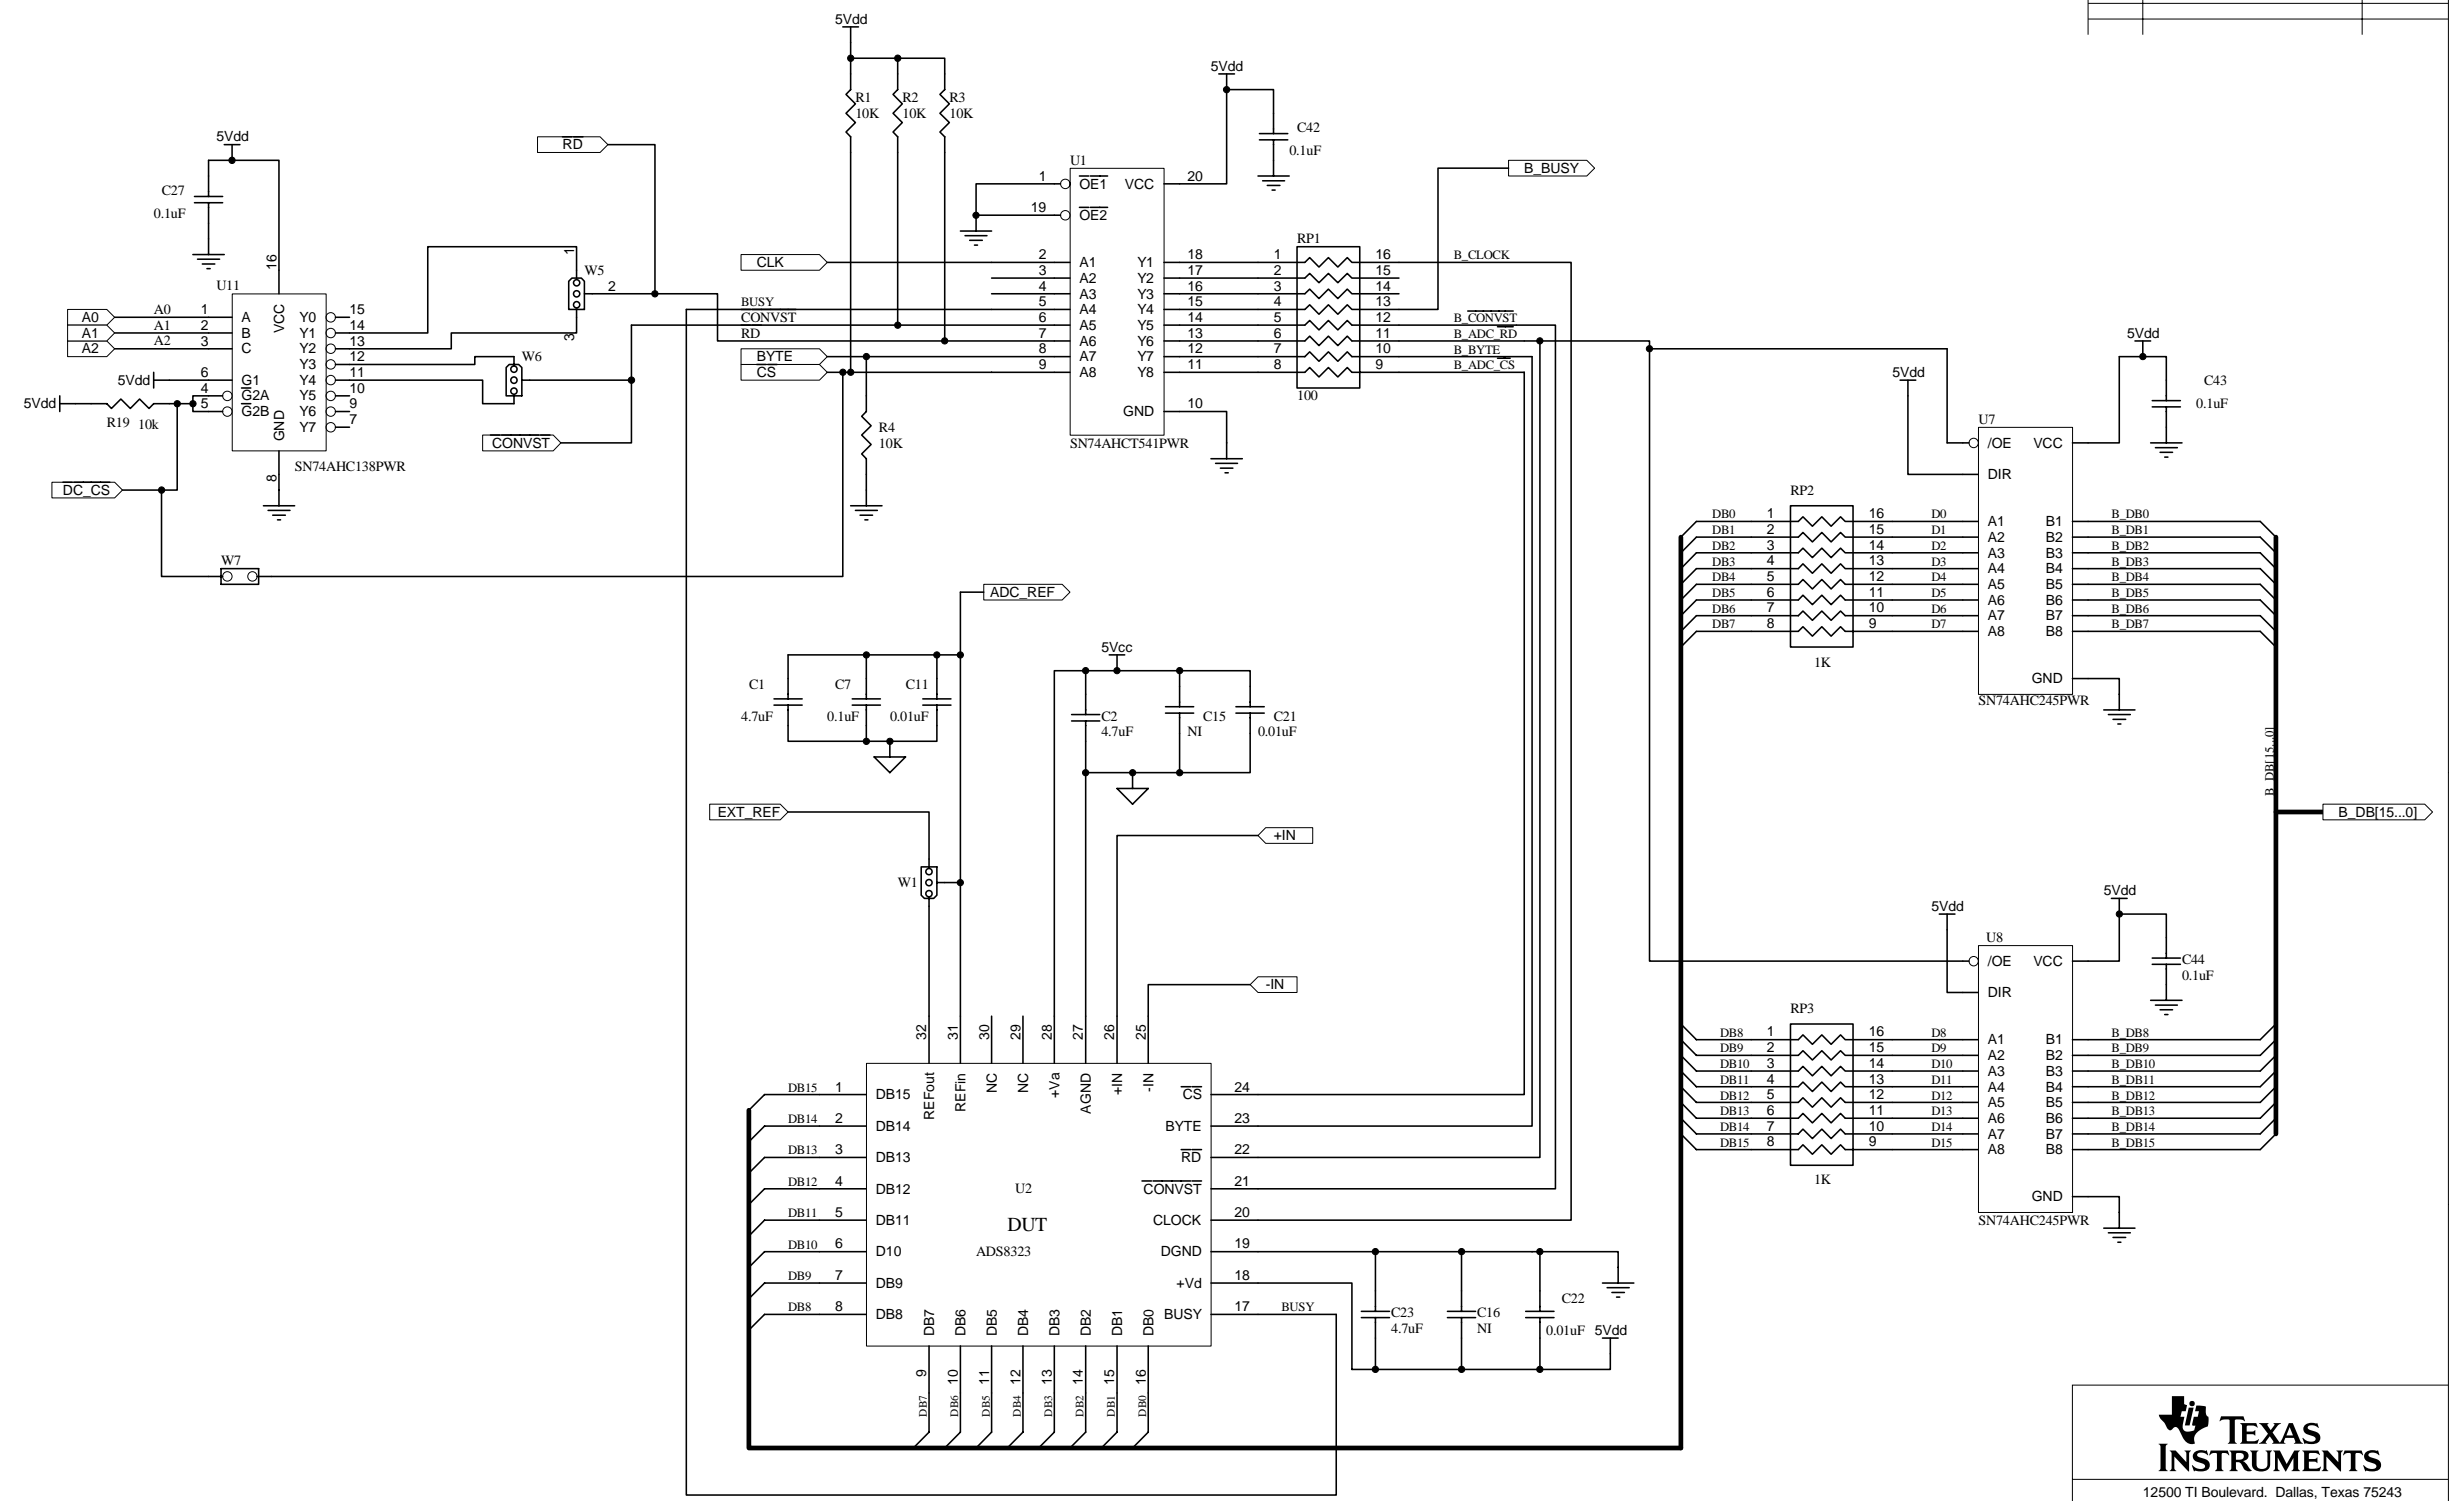 5Vdd
R1 10K
R2 10K
R3 10K
5Vdd
C42 0.1uF
5Vdd
C27 0.1uF
16
U11
A0 A0 1 A
A1 A1 2 B
A2 A2 3 C
5Vdd 6 G1
4 G2A
5 G2B
5Vdd R19 10k
VCC
GND
Y0 15
Y1 14
Y2 13
Y3 12
Y4 11
Y5 10
Y6 9
Y7 7
8
SN74AHC138PWR
DC_CS
W7
RD
1
W5
2
3
W6
CONVST
U1
1 OE1 VCC 20
19 OE2
CLK 2 A1 Y1 18
3 A2 Y2 17
4 A3 Y3 16
BUSY 5 A4 Y4 15
CONVST 6 A5 Y5 14
RD 7 A6 Y6 13
BYTE 8 A7 Y7 12
CS 9 A8 Y8 11
GND 10
SN74AHCT541PWR
R4 10K
RP1
1 16 B_CLOCK
2 15
3 14
4 13
5 12 B_CONVST
6 11 B_ADC_RD
7 10 B_BYTE
8 9 B_ADC_CS
100
B_BUSY
5Vdd
C43 0.1uF
5Vdd
U7
/OE VCC
DIR
RP2
DB0 1 16 D0 A1 B1 B_DB0
DB1 2 15 D1 A2 B2 B_DB1
DB2 3 14 D2 A3 B3 B_DB2
DB3 4 13 D3 A4 B4 B_DB3
DB4 5 12 D4 A5 B5 B_DB4
DB5 6 11 D5 A6 B6 B_DB5
DB6 7 10 D6 A7 B7 B_DB6
DB7 8 9 D7 A8 B8 B_DB7
1K
GND
SN74AHC245PWR
B_DB[15...0]
B_DB[15...0]
ADC_REF
C1 4.7uF
C7 0.1uF
C11 0.01uF
5Vcc
C2 4.7uF
C15 NI
C21 0.01uF
EXT_REF
W1
+IN
-IN
5Vdd
C44 0.1uF
5Vdd
U8
/OE VCC
DIR
RP3
DB8 1 16 D8 A1 B1 B_DB8
DB9 2 15 D9 A2 B2 B_DB9
DB10 3 14 D10 A3 B3 B_DB10
DB11 4 13 D11 A4 B4 B_DB11
DB12 5 12 D12 A5 B5 B_DB12
DB13 6 11 D13 A6 B6 B_DB13
DB14 7 10 D14 A7 B7 B_DB14
DB15 8 9 D15 A8 B8 B_DB15
1K
GND
SN74AHC245PWR
32 31 30 29 28 27 26 25
REFout REFin NC NC +Va AGND +IN -IN
DB15 1 DB15 CS 24
DB14 2 DB14 BYTE 23
DB13 3 DB13 RD 22
DB12 4 DB12 CONVST 21
DB11 5 DB11 CLOCK 20
DB10 6 D10 DGND 19
DB9 7 DB9 +Vd 18
DB8 8 DB8 BUSY 17 BUSY
U2
DUT
ADS8323
DB7 DB6 DB5 DB4 DB3 DB2 DB1 DB0
9 10 11 12 13 14 15 16
DB7 DB6 DB5 DB4 DB3 DB2 DB1 DB0
C23 4.7uF
C16 NI
C22 0.01uF
5Vdd
TEXAS
INSTRUMENTS
12500 TI Boulevard. Dallas, Texas 75243